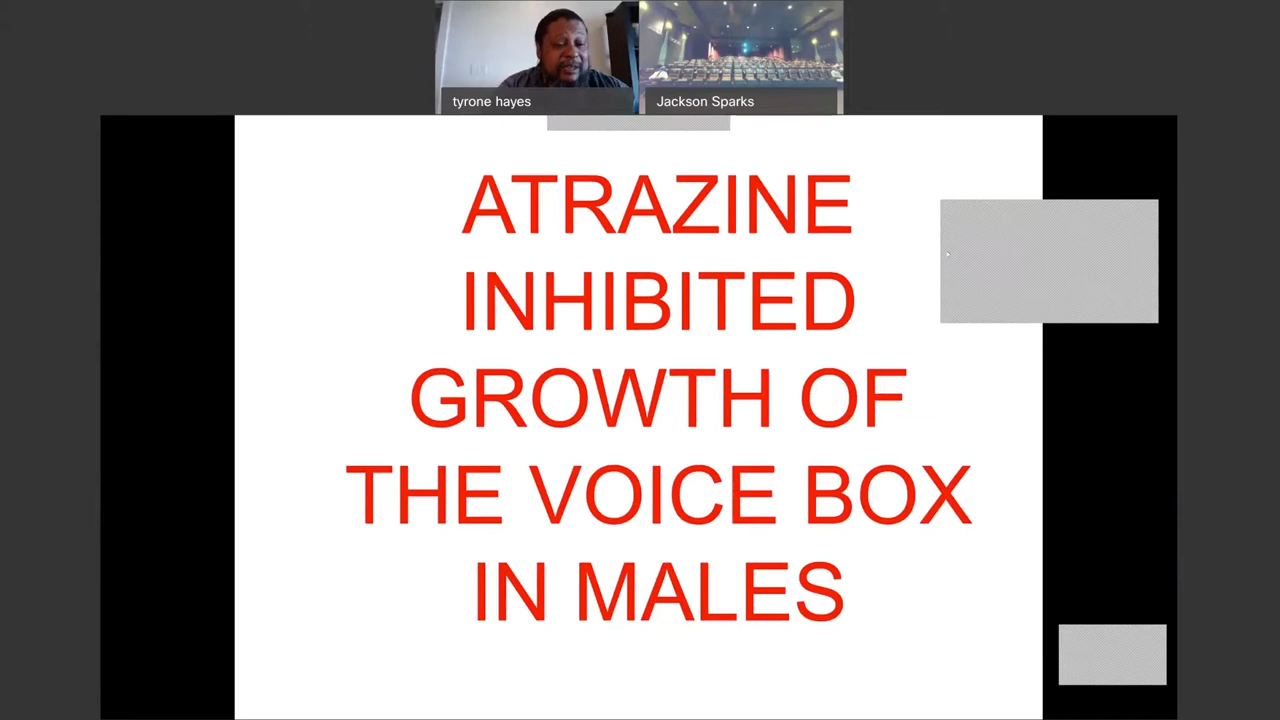 tyrone hayes
Jackson Sparks
ATRAZINE
INHIBITED
GROWTH OF
THE VOICE BOX
IN MALES